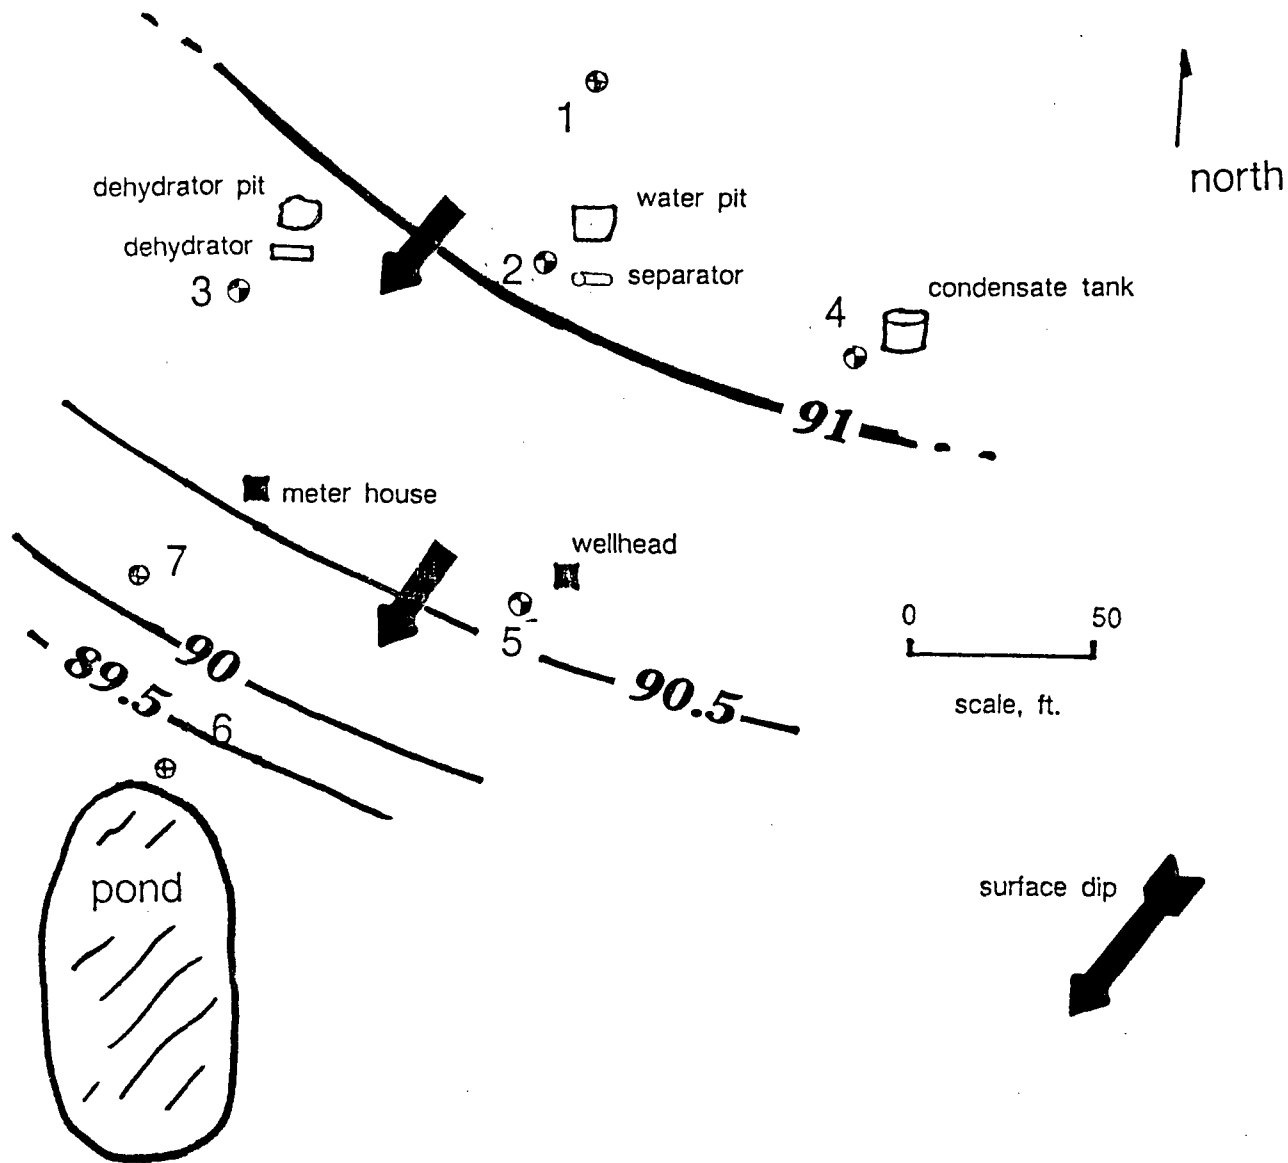 1
north
dehydrator pit
water pit
dehydrator
2
separator
3
condensate tank
4
91
meter house
wellhead
7
0 50
5
90
89.5
90.5
scale, ft.
6
pond
surface dip